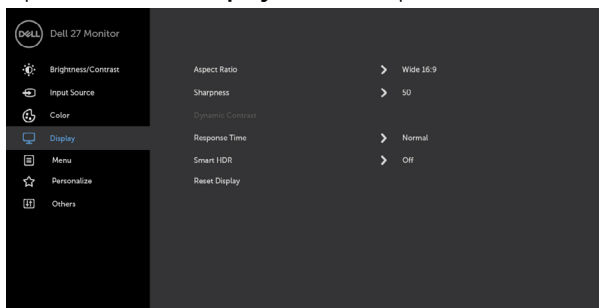 DELL Dell 27 Monitor
Brightness/Contrast
Input Source
Color
Display
Menu
Personalize
Others
Aspect Ratio > Wide 16:9
Sharpness > 50
Dynamic Contrast
Response Time > Normal
Smart HDR > Off
Reset Display